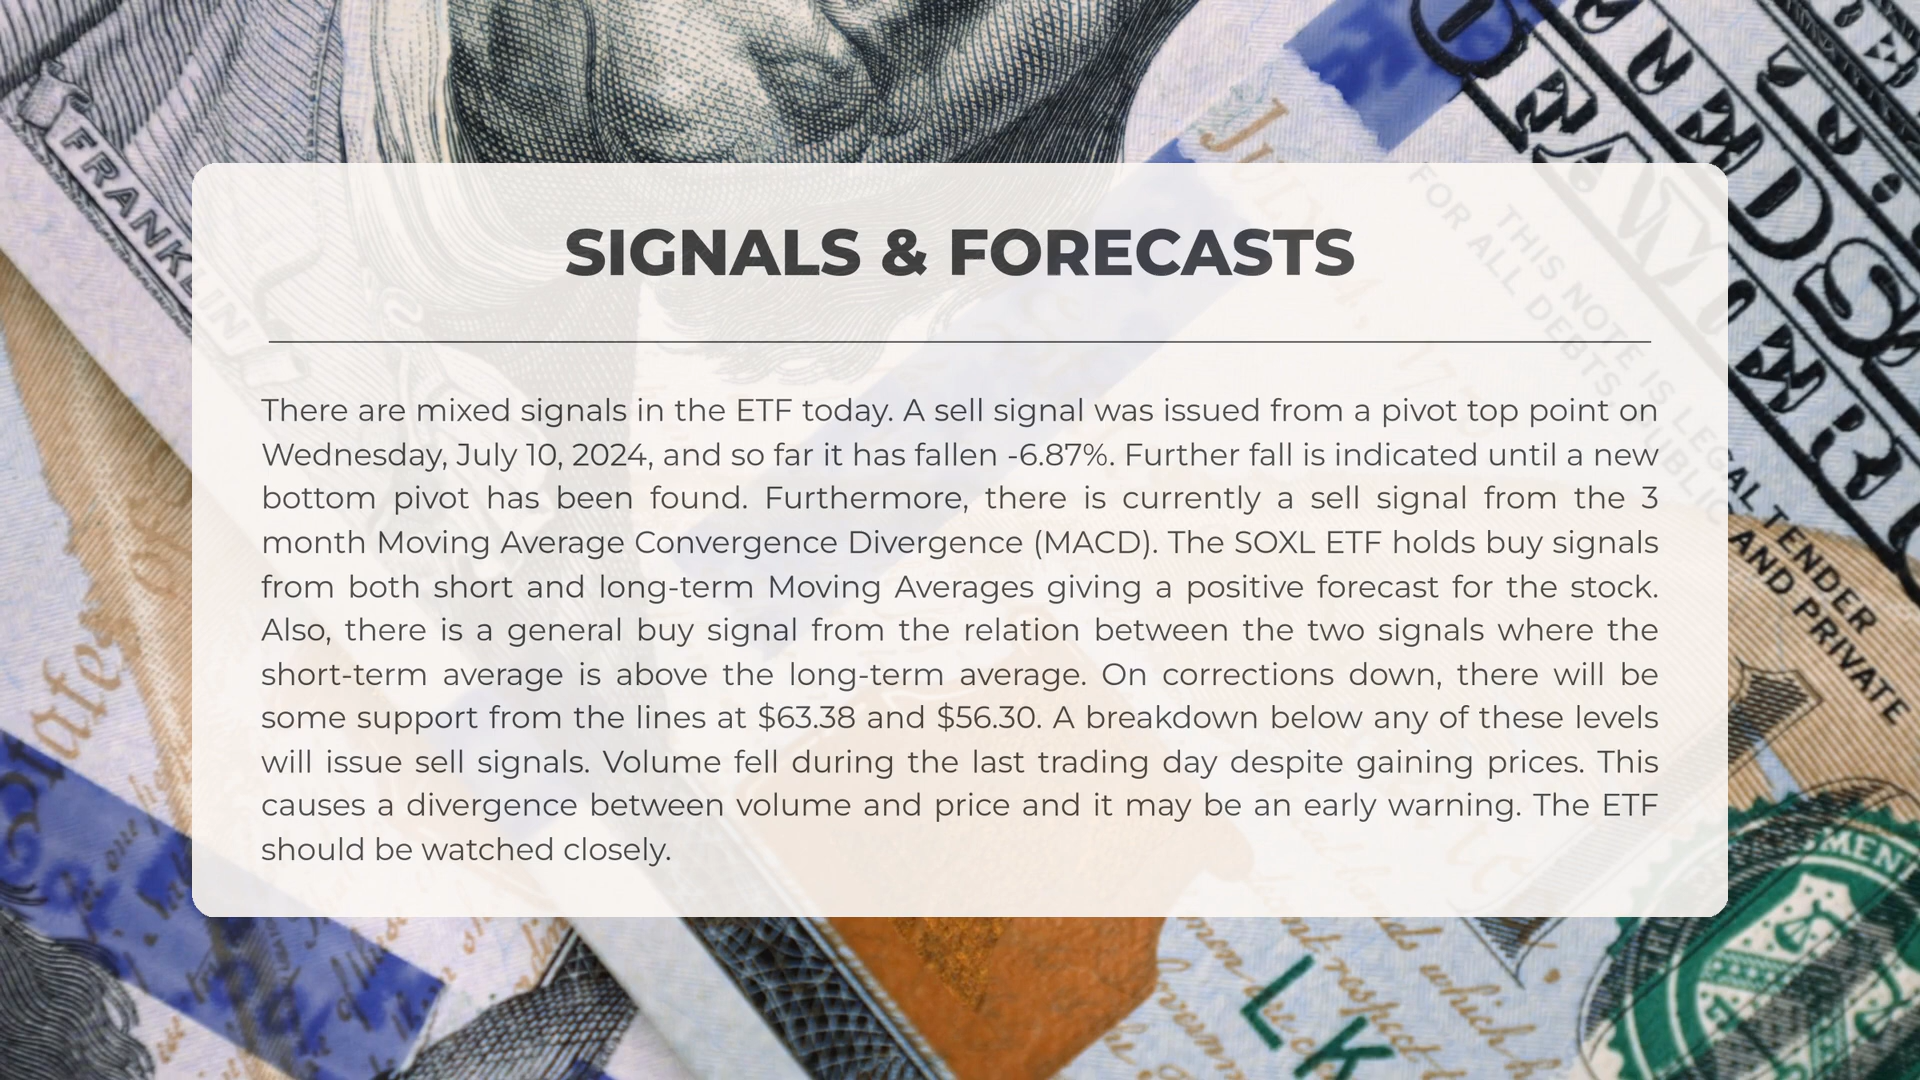 FRANKLIN
SIGNALS & FORECASTS
There are mixed signals in the ETF today. A sell signal was issued from a pivot top point on
Wednesday, July 10, 2024, and so far it has fallen -6.87%. Further fall is indicated until a new
bottom pivot has been found. Furthermore, there is currently a sell signal from the 3
month Moving Average Convergence Divergence (MACD). The SOXL ETF holds buy signals
from both short and long-term Moving Averages giving a positive forecast for the stock.
Also, there is a general buy signal from the relation between the two signals where the
short-term average is above the long-term average. On corrections down, there will be
some support from the lines at $63.38 and $56.30. A breakdown below any of these levels
will issue sell signals. Volume fell during the last trading day despite gaining prices. This
causes a divergence between volume and price and it may be an early warning. The ETF
should be watched closely.
THIS NOTE IS LEGAL TENDER
FOR ALL DEBTS, PUBLIC AND PRIVATE
LK